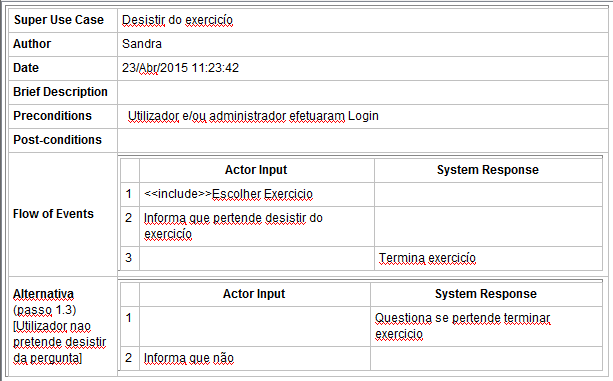 Super Use Case Desistir do exercicío
Author Sandra
Date 23/Abr/2015 11:23:42
Brief Description
Preconditions Utilizador e/ou administrador efetuaram Login
Post-conditions
Flow of Events
Actor Input System Response
1 <<include>>Escolher Exercicio
2 Informa que pertende desistir do
exercicío
3 Termina exercicío
Alternativa
(passo 1.3)
[Utilizador nao
pretende desistir
da pergunta]
Actor Input System Response
1 Questiona se pertende terminar
exercicio
2 Informa que não